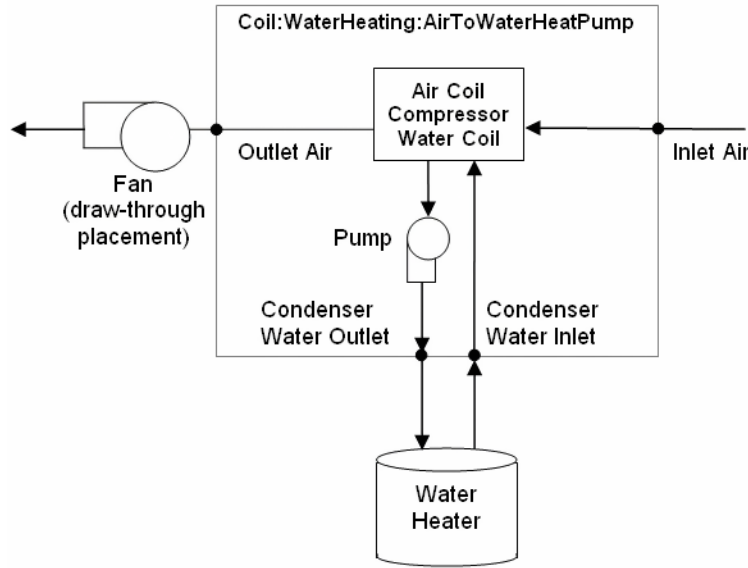 Coil:WaterHeating:AirToWaterHeatPump
Air Coil
Compressor
Water Coil
Outlet Air
Inlet Air
Fan
(draw-through
placement)
Pump
Condenser
Water Outlet
Condenser
Water Inlet
Water
Heater